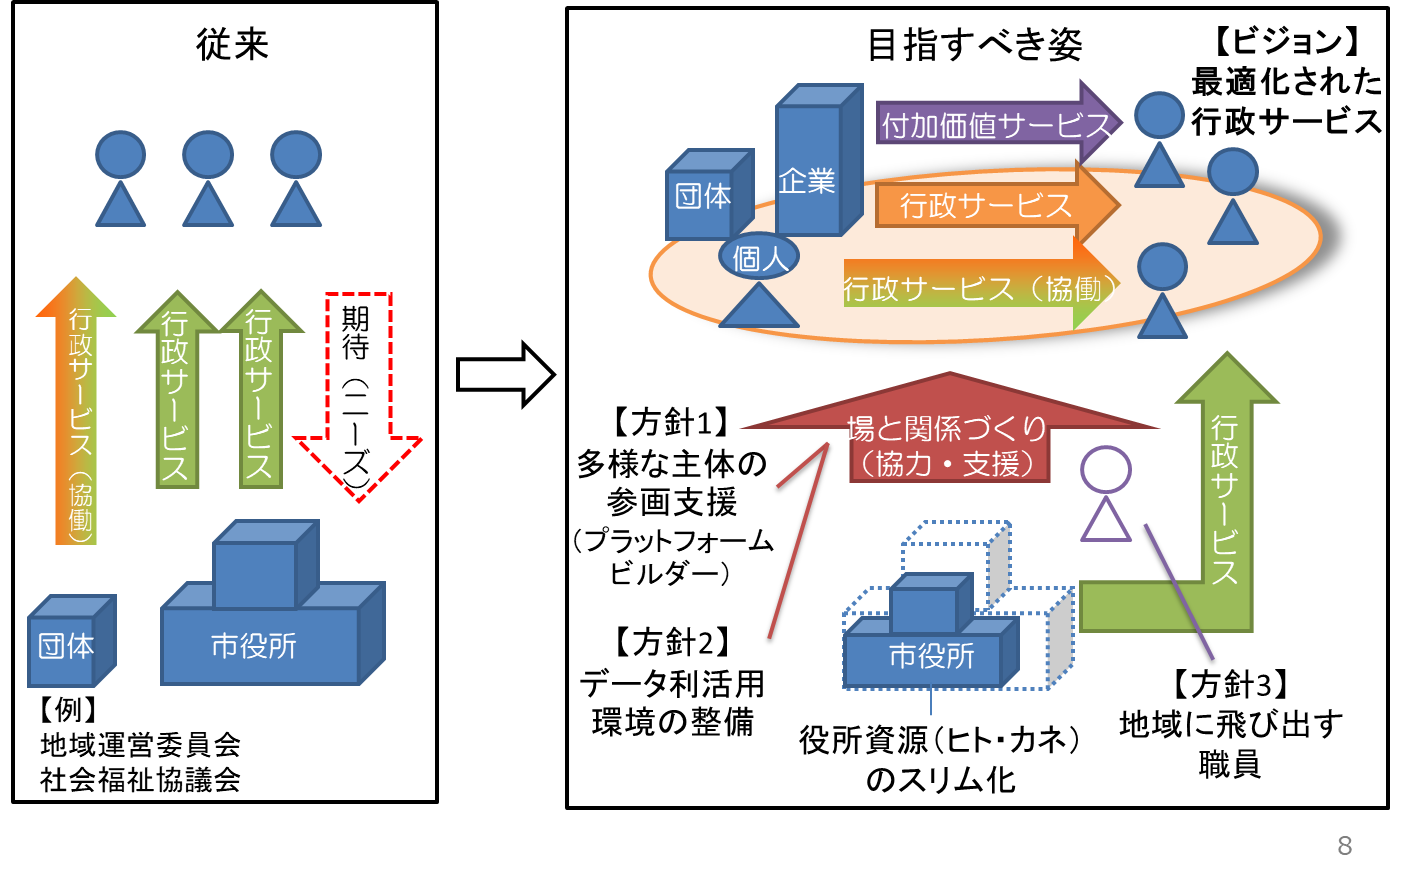 従来
行政サービス（協働）
行政サービス
行政サービス
期待（ニーズ）
団体
市役所
【例】
地域運営委員会
社会福祉協議会
目指すべき姿
【ビジョン】
最適化された
行政サービス
付加価値サービス
団体
企業
行政サービス
個人
行政サービス（協働）
【方針1】
多様な主体の
参画支援
（プラットフォーム
ビルダー）
場と関係づくり
（協力・支援）
行政サービス
【方針2】
データ利活用
環境の整備
市役所
役所資源（ヒト・カネ）
のスリム化
【方針3】
地域に飛び出す
職員
8